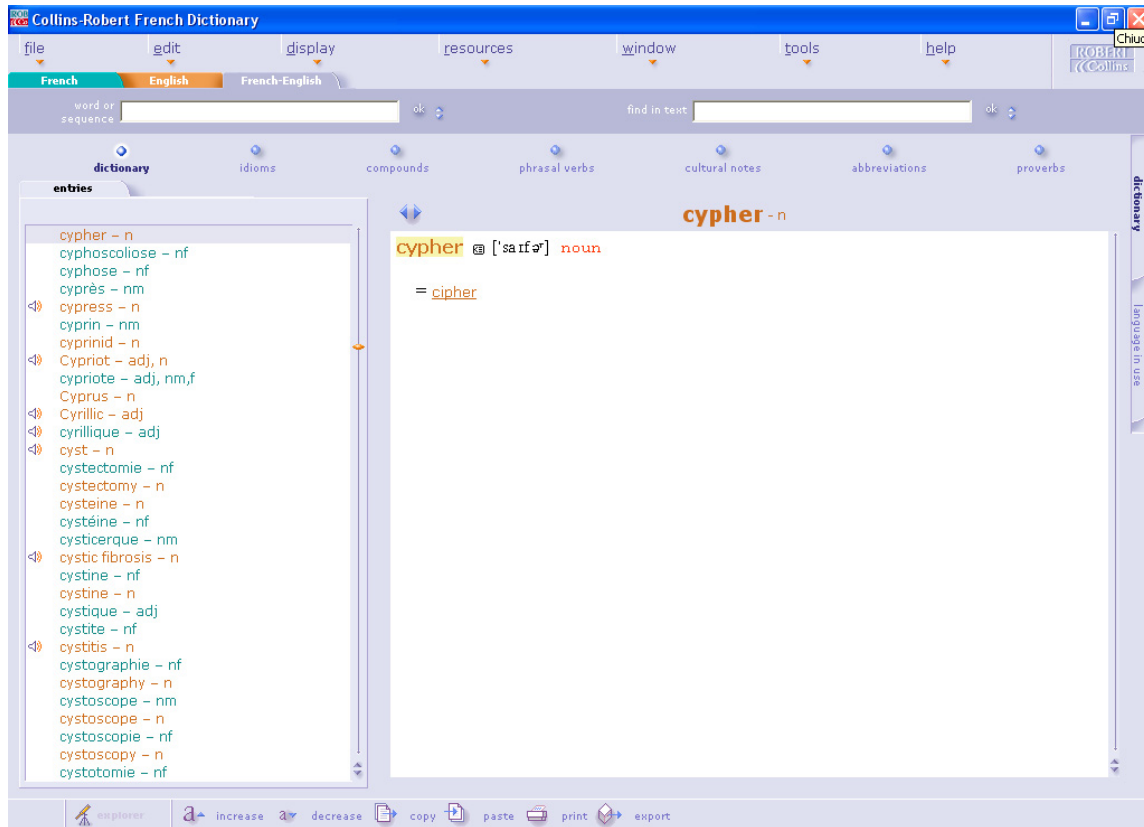 Collins-Robert French Dictionary
Chiud
file edit display resources window tools help
ROBERT
Collins
French English French-English
word or sequence ok find in text ok
dictionary idioms compounds phrasal verbs cultural notes abbreviations proverbs
entries
cypher - n
cypher – n
cyphoscoliose – nf
cyphose – nf
cyprès – nm
cypress – n
cyprin – nm
cyprinid – n
Cypriot – adj, n
cypriote – adj, nm,f
Cyprus – n
Cyrillic – adj
cyrillique – adj
cyst – n
cystectomie – nf
cystectomy – n
cysteine – n
cystéine – nf
cysticerque – nm
cystic fibrosis – n
cystine – nf
cystine – n
cystique – adj
cystite – nf
cystitis – n
cystographie – nf
cystography – n
cystoscope – nm
cystoscope – n
cystoscopie – nf
cystoscopy – n
cystotomie – nf
cypher ['saɪfəʳ] noun
= cipher
dictionary
language in use
explorer a increase a decrease copy paste print export